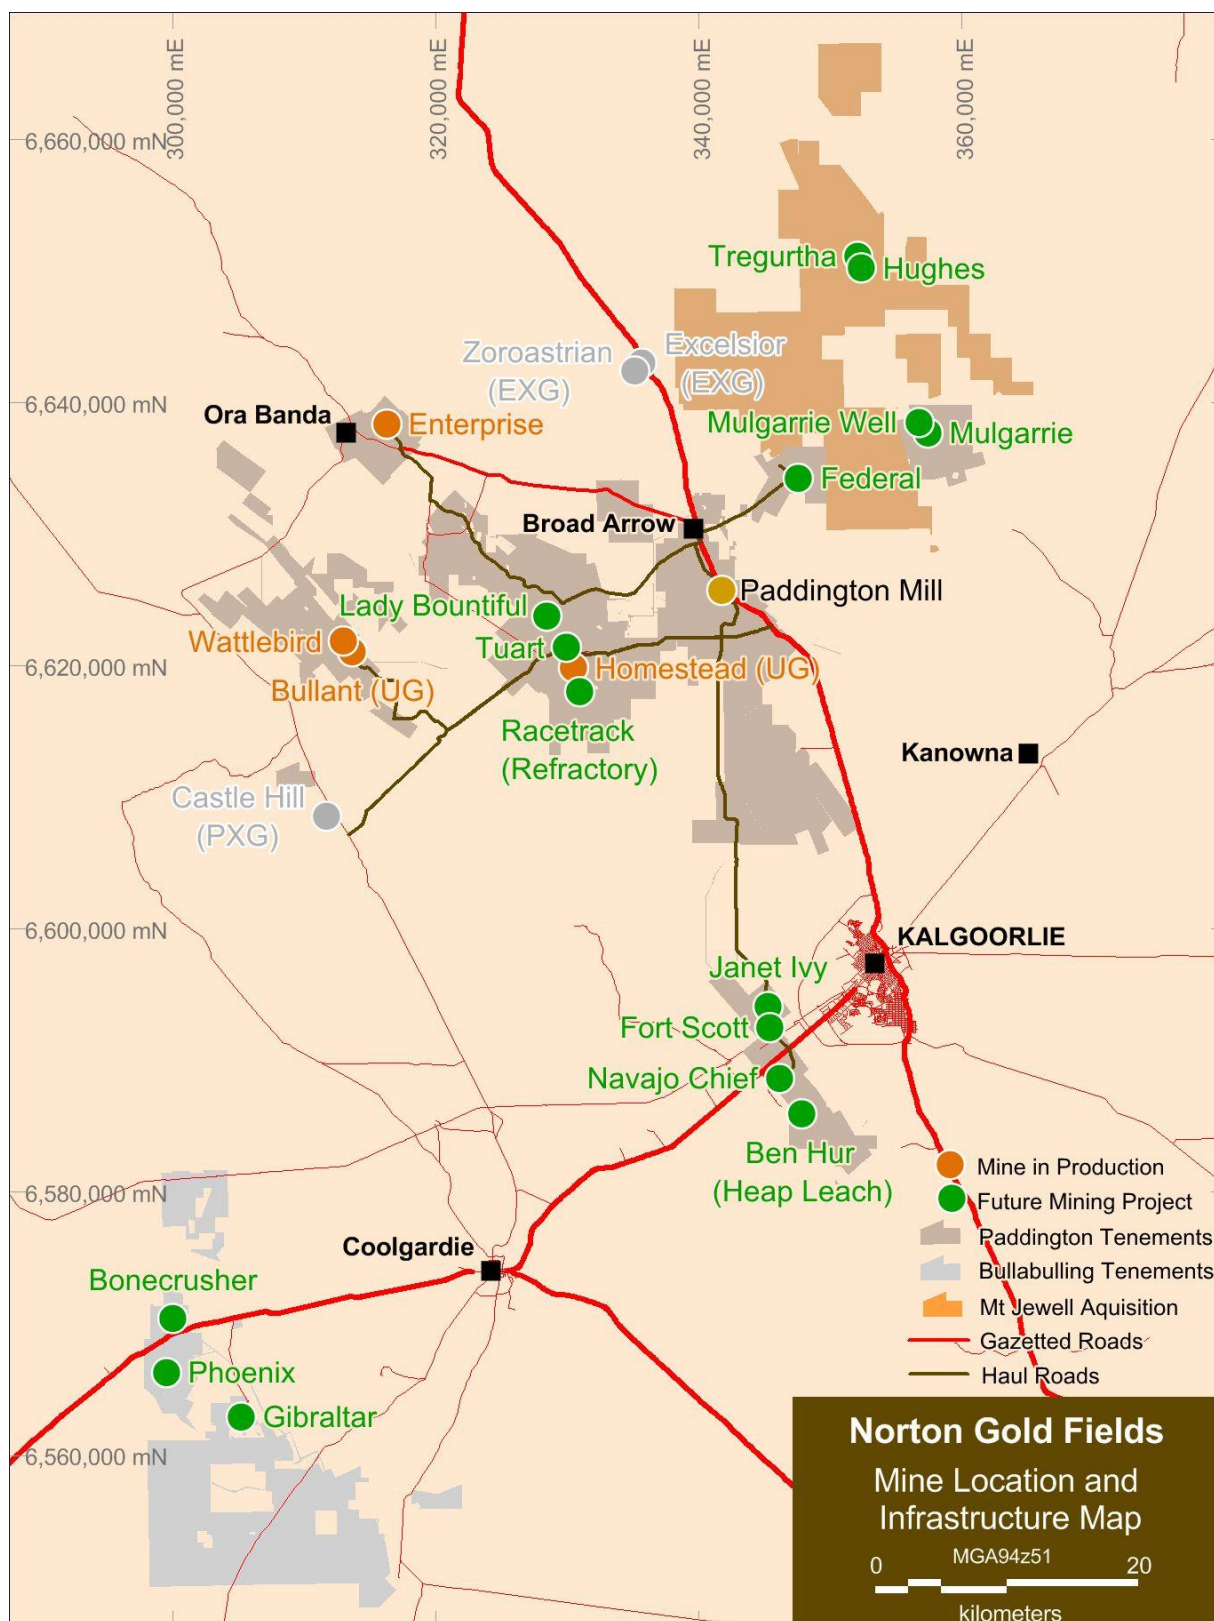 300,000 mE
320,000 mE
340,000 mE
360,000 mE
6,660,000 mN
Tregurtha
Hughes
Zoroastrian
(EXG)
Excelsior
(EXG)
6,640,000 mN
Ora Banda
Enterprise
Mulgarrie Well
Mulgarrie
Federal
Broad Arrow
Paddington Mill
Lady Bountiful
Wattlebird
Tuart
6,620,000 mN
Homestead (UG)
Bullant (UG)
Racetrack
(Refractory)
Kanowna
Castle Hill
(PXG)
6,600,000 mN
KALGOORLIE
Janet Ivy
Fort Scott
Navajo Chief
Ben Hur
(Heap Leach)
6,580,000 mN
Coolgardie
Bonecrusher
Phoenix
Gibraltar
6,560,000 mN
Mine in Production
Future Mining Project
Paddington Tenements
Bullabulling Tenements
Mt Jewell Aquisition
Gazetted Roads
Haul Roads
Norton Gold Fields
Mine Location and
Infrastructure Map
MGA94z51
0 20
kilometers